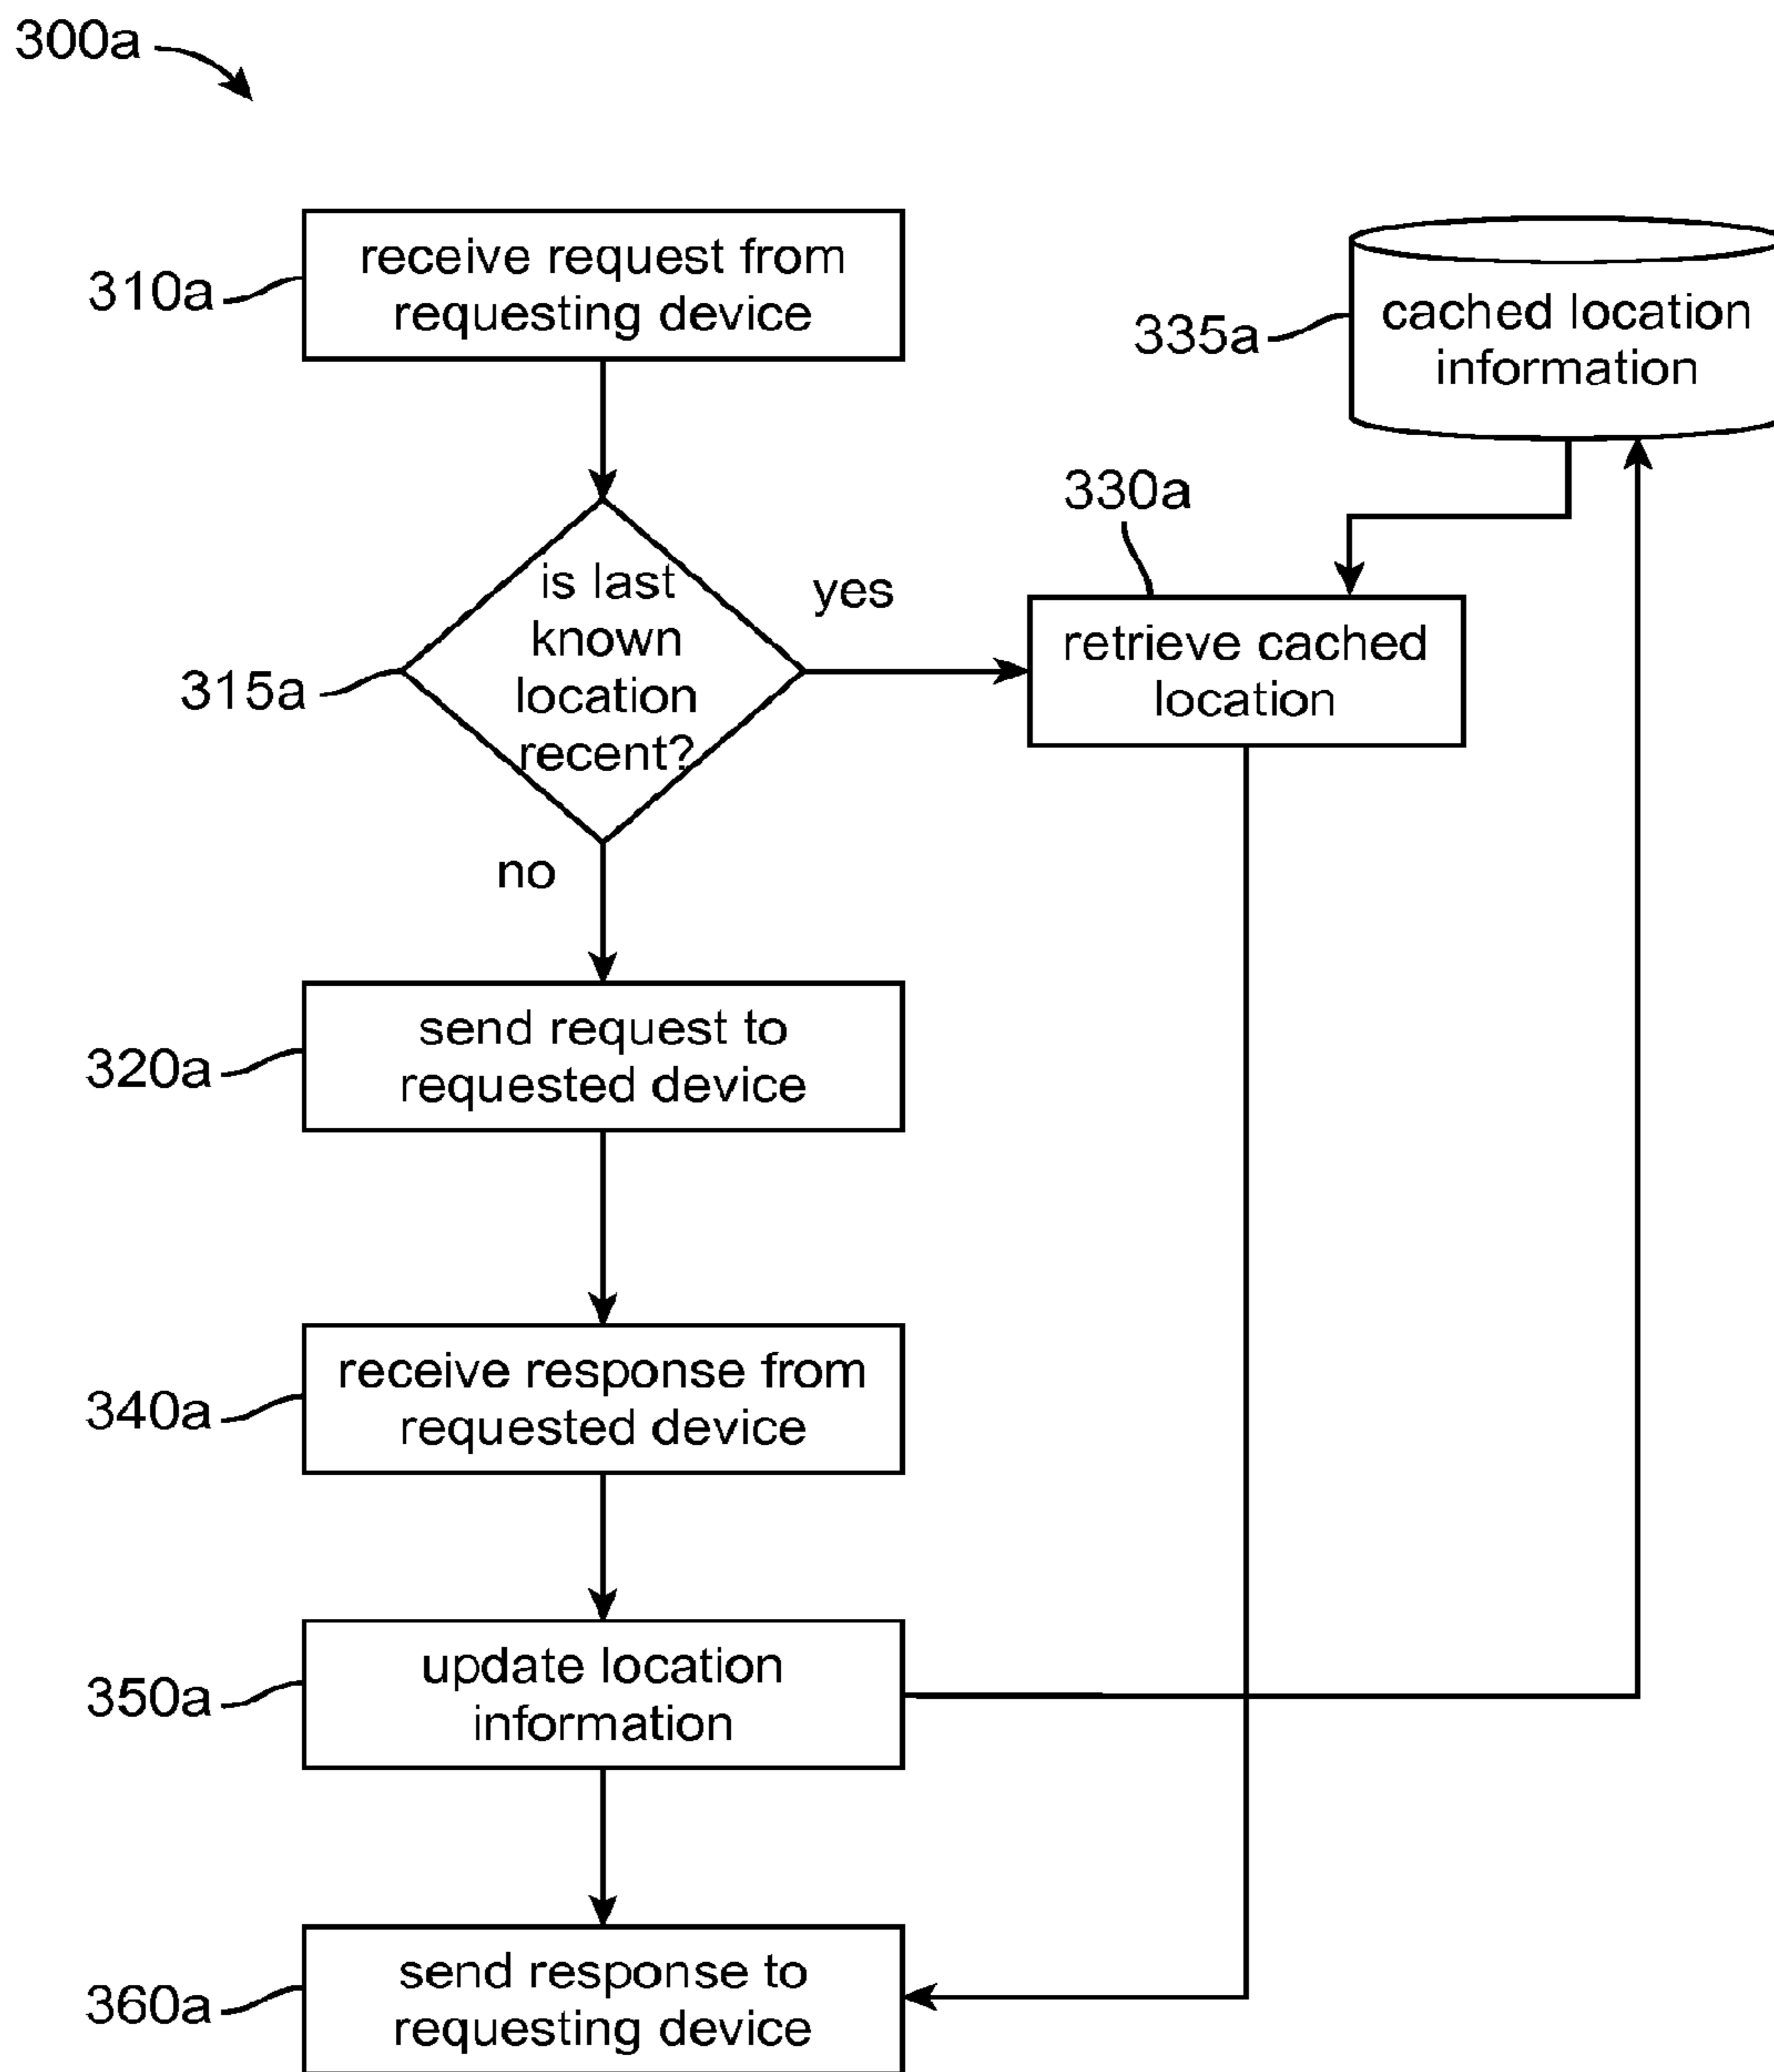 300a
310a
receive request from
requesting device
335a
cached location
information
330a
315a
is last
known
location
recent?
yes
retrieve cached
location
no
320a
send request to
requested device
340a
receive response from
requested device
350a
update location
information
360a
send response to
requesting device